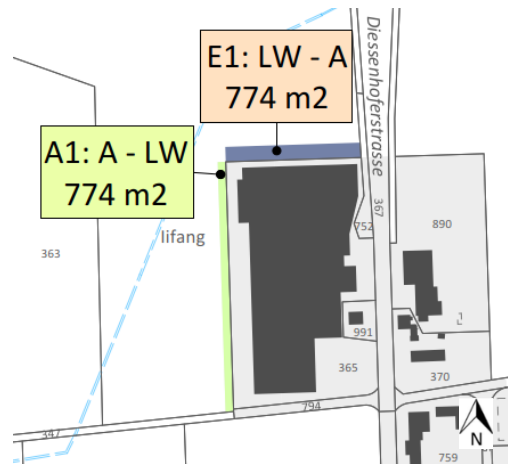 E1: LW - A
774 m2
Diessenhoferstrasse
A1: A - LW
774 m2
lifang
363
752
367
890
991
365
370
794
347
759
N